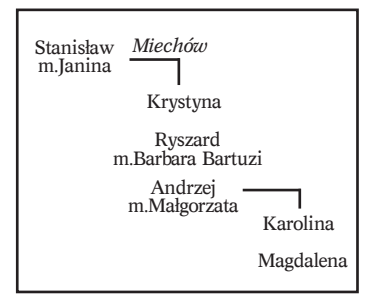 Stanisław Miechów
m.Janina
Krystyna
Ryszard
m.Barbara Bartuzi
Andrzej
m.Małgorzata
Karolina
Magdalena